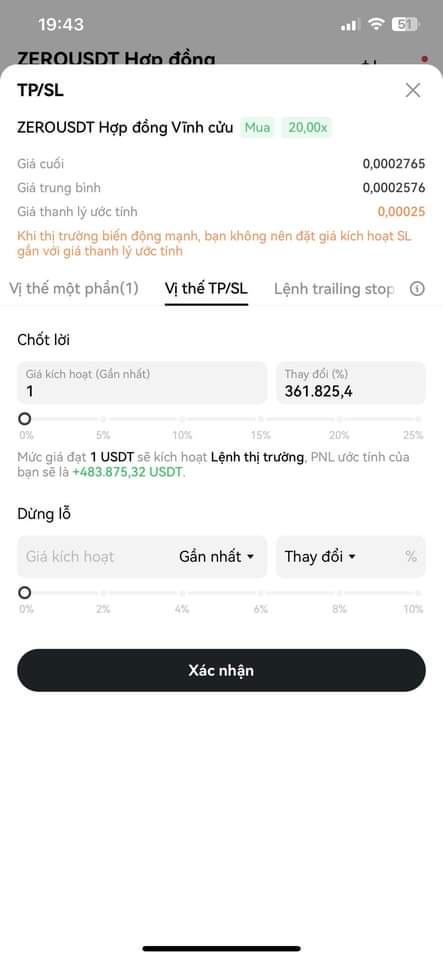 19:43
51
ZEROUSDT Hợp đồng
TP/SL
ZEROUSDT Hợp đồng Vĩnh cửu Mua 20,00x
Giá cuối 0,0002765
Giá trung bình 0,0002576
Giá thanh lý ước tính 0,00025
Khi thị trường biến động mạnh, bạn không nên đặt giá kích hoạt SL
gần với giá thanh lý ước tính
Vị thế một phần(1) Vị thế TP/SL Lệnh trailing stop
Chốt lời
Giá kích hoạt (Gần nhất) Thay đổi (%)
1 361.825,4
0% 5% 10% 15% 20% 25%
Mức giá đạt 1 USDT sẽ kích hoạt Lệnh thị trường, PNL ước tính của
bạn sẽ là +483.875,32 USDT.
Dừng lỗ
Giá kích hoạt Gần nhất Thay đổi %
0% 2% 4% 6% 8% 10%
Xác nhận